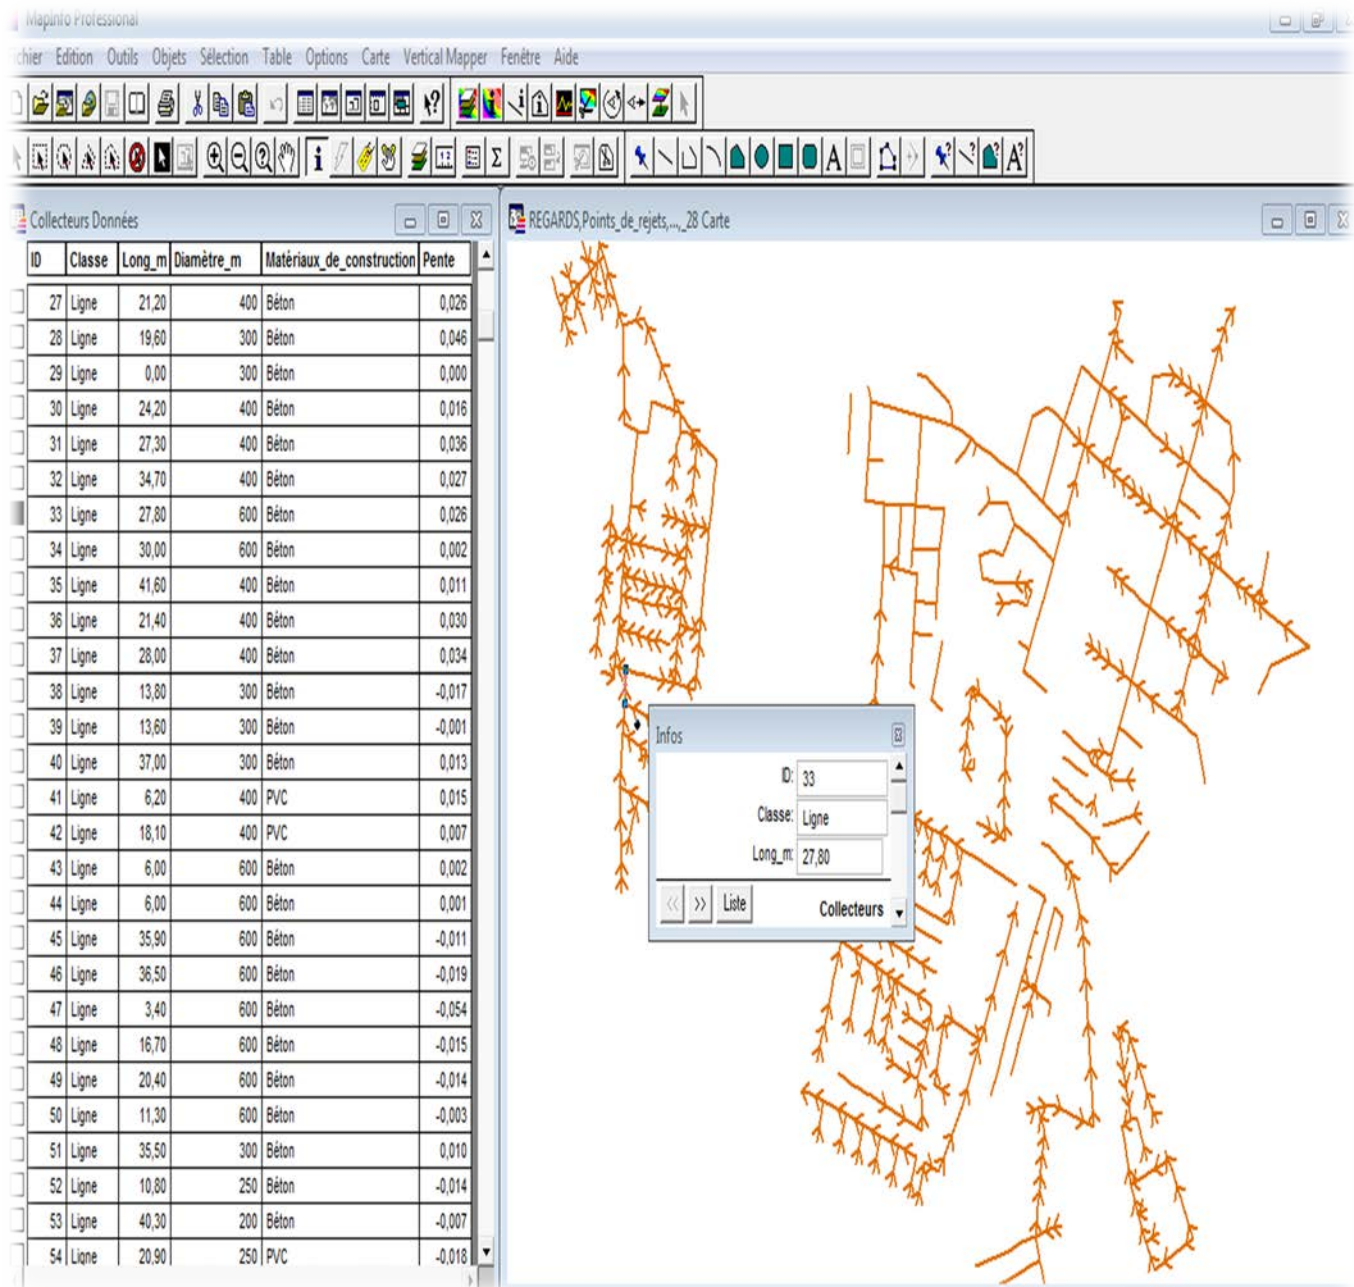 MapInfo Professional
chier Edition Outils Objets Sélection Table Options Carte Vertical Mapper Fenêtre Aide
Collecteurs Données
ID Classe Long_m Diamètre_m Matériaux_de_construction Pente
27 Ligne 21,20 400 Béton 0,026
28 Ligne 19,60 300 Béton 0,046
29 Ligne 0,00 300 Béton 0,000
30 Ligne 24,20 400 Béton 0,016
31 Ligne 27,30 400 Béton 0,036
32 Ligne 34,70 400 Béton 0,027
33 Ligne 27,80 600 Béton 0,026
34 Ligne 30,00 600 Béton 0,002
35 Ligne 41,60 400 Béton 0,011
36 Ligne 21,40 400 Béton 0,030
37 Ligne 28,00 400 Béton 0,034
38 Ligne 13,80 300 Béton -0,017
39 Ligne 13,60 300 Béton -0,001
40 Ligne 37,00 300 Béton 0,013
41 Ligne 6,20 400 PVC 0,015
42 Ligne 18,10 400 PVC 0,007
43 Ligne 6,00 600 Béton 0,002
44 Ligne 6,00 600 Béton 0,001
45 Ligne 35,90 600 Béton -0,011
46 Ligne 36,50 600 Béton -0,019
47 Ligne 3,40 600 Béton -0,054
48 Ligne 16,70 600 Béton -0,015
49 Ligne 20,40 600 Béton -0,014
50 Ligne 11,30 600 Béton -0,003
51 Ligne 35,50 300 Béton 0,010
52 Ligne 10,80 250 Béton -0,014
53 Ligne 40,30 200 Béton -0,007
54 Ligne 20,90 250 PVC -0,018
REGARDS,Points_de_rejets,...,_28 Carte
Infos
ID: 33
Classe: Ligne
Long_m: 27,80
<< >> Liste Collecteurs